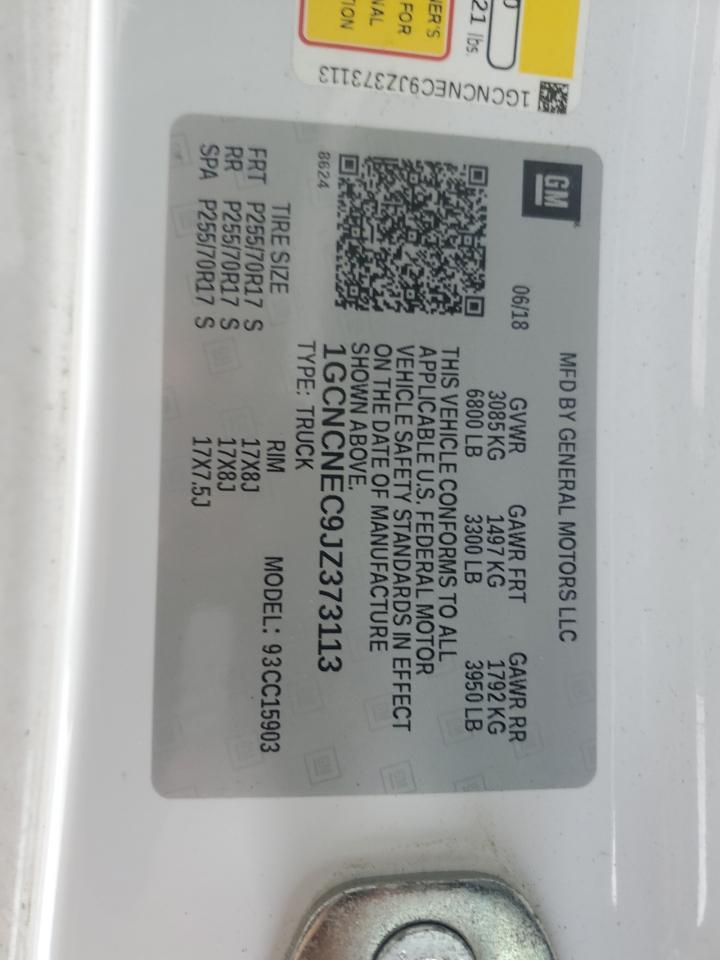 0
21 lbs.
NER'S
FOR
NAL
TION
1GCNCNEC9JZ373113
GM
MFD BY GENERAL MOTORS LLC
06/18
GVWR GAWR FRT GAWR RR
3085 KG 1497 KG 1792 KG
6800 LB 3300 LB 3950 LB
THIS VEHICLE CONFORMS TO ALL
APPLICABLE U.S. FEDERAL MOTOR
VEHICLE SAFETY STANDARDS IN EFFECT
ON THE DATE OF MANUFACTURE
SHOWN ABOVE.
1GCNCNEC9JZ373113
8624
TYPE: TRUCK
TIRE SIZE RIM MODEL: 93CC15903
FRT P255/70R17 S 17X8J
RR P255/70R17 S 17X8J
SPA P255/70R17 S 17X7.5J